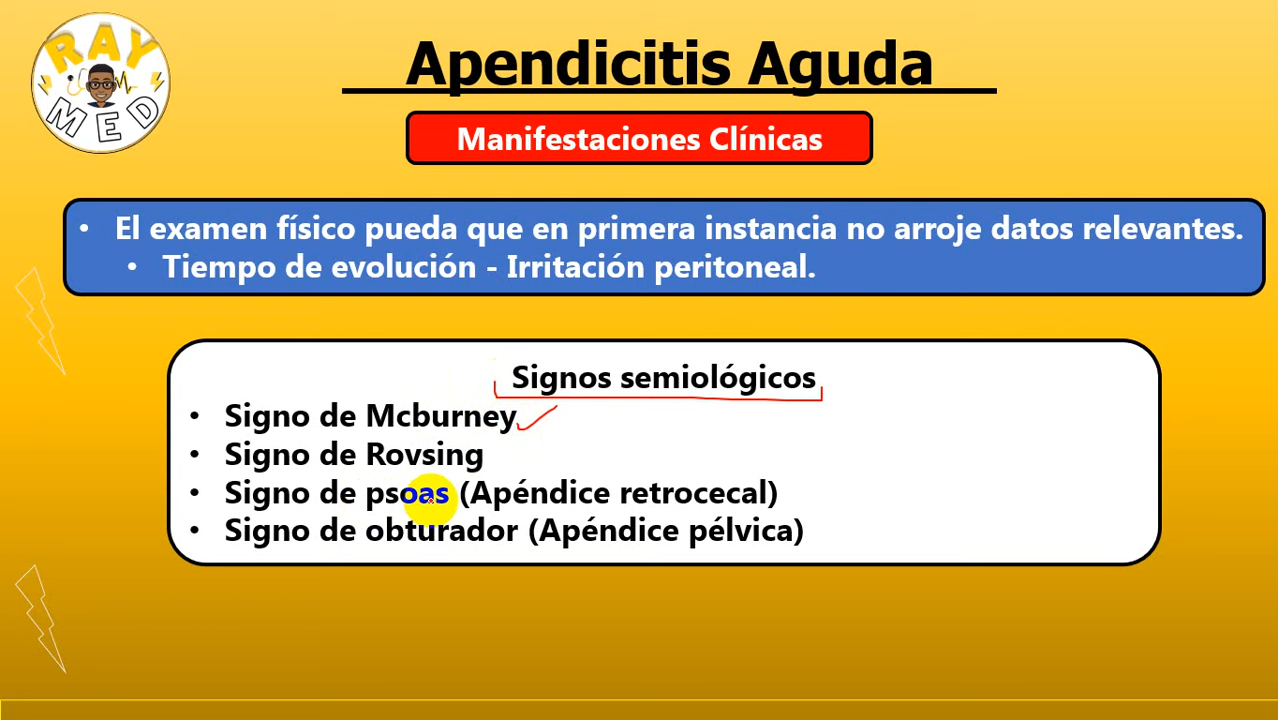 RAY
MED
Apendicitis Aguda
Manifestaciones Clínicas
• El examen físico pueda que en primera instancia no arroje datos relevantes.
• Tiempo de evolución - Irritación peritoneal.
Signos semiológicos
• Signo de Mcburney
• Signo de Rovsing
• Signo de psoas (Apéndice retrocecal)
• Signo de obturador (Apéndice pélvica)